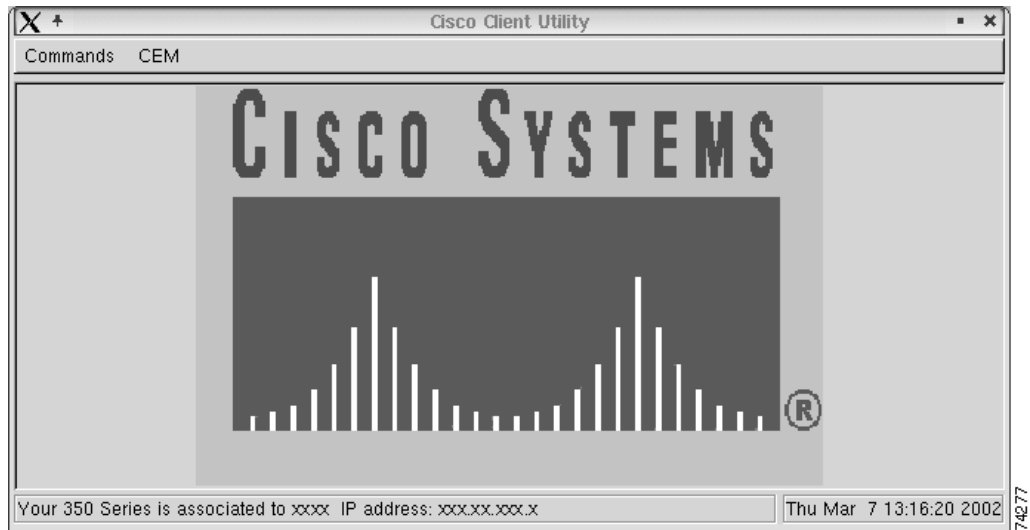 Cisco Client Utility
Commands CEM
CISCO SYSTEMS
®
Your 350 Series is associated to xxxx IP address: xxx.xx.xxx.x
Thu Mar 7 13:16:20 2002
74277